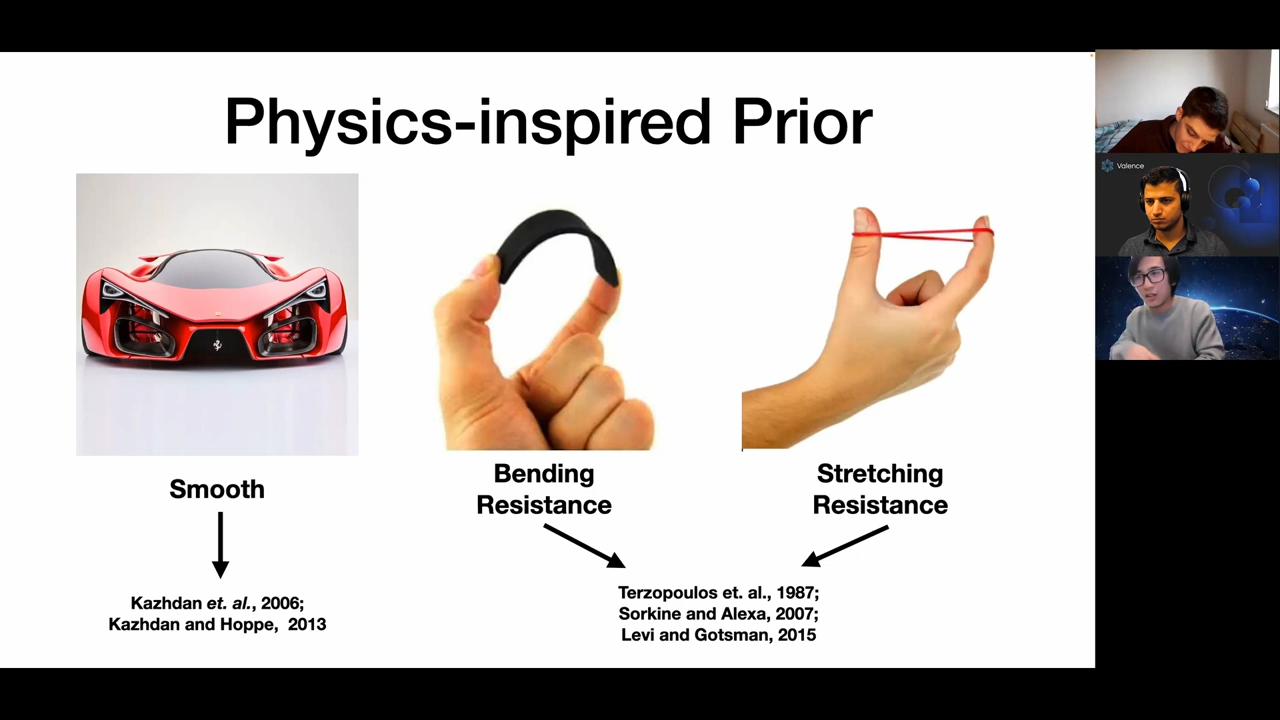 Physics-inspired Prior
Valence
Smooth
Bending
Resistance
Stretching
Resistance
Kazhdan et. al., 2006;
Kazhdan and Hoppe, 2013
Terzopoulos et. al., 1987;
Sorkine and Alexa, 2007;
Levi and Gotsman, 2015